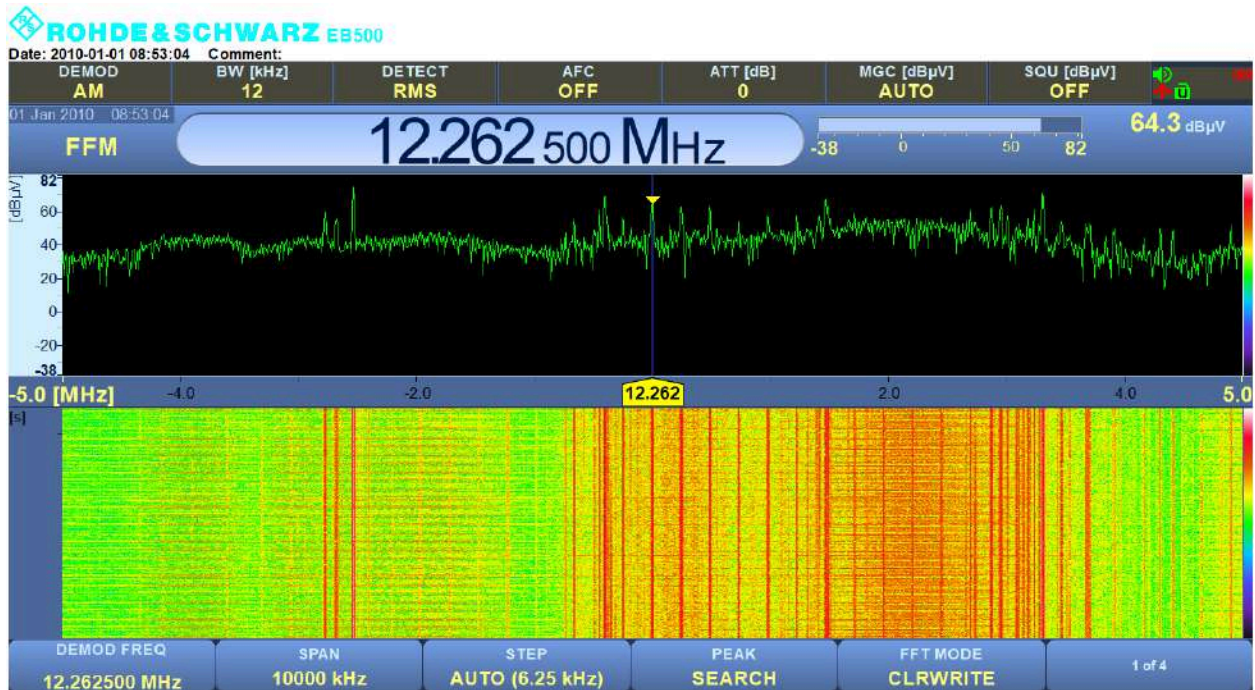 ROHDE&SCHWARZ EB500
Date: 2010-01-01 08:53:04 Comment:
DEMOD BW [kHz] DETECT AFC ATT [dB] MGC [dBµV] SQU [dBµV]
AM 12 RMS OFF 0 AUTO OFF
01 Jan 2010 08:53:04
FFM 12.262 500 MHz 64.3 dBµV
-38 0 50 82
[dBµV]
82
60
40
20
0
-20
-38
-5.0 [MHz] -4.0 -2.0 12.262 2.0 4.0 5.0
[s]
DEMOD FREQ SPAN STEP PEAK FFT MODE 1 of 4
12.262500 MHz 10000 kHz AUTO (6.25 kHz) SEARCH CLRWRITE